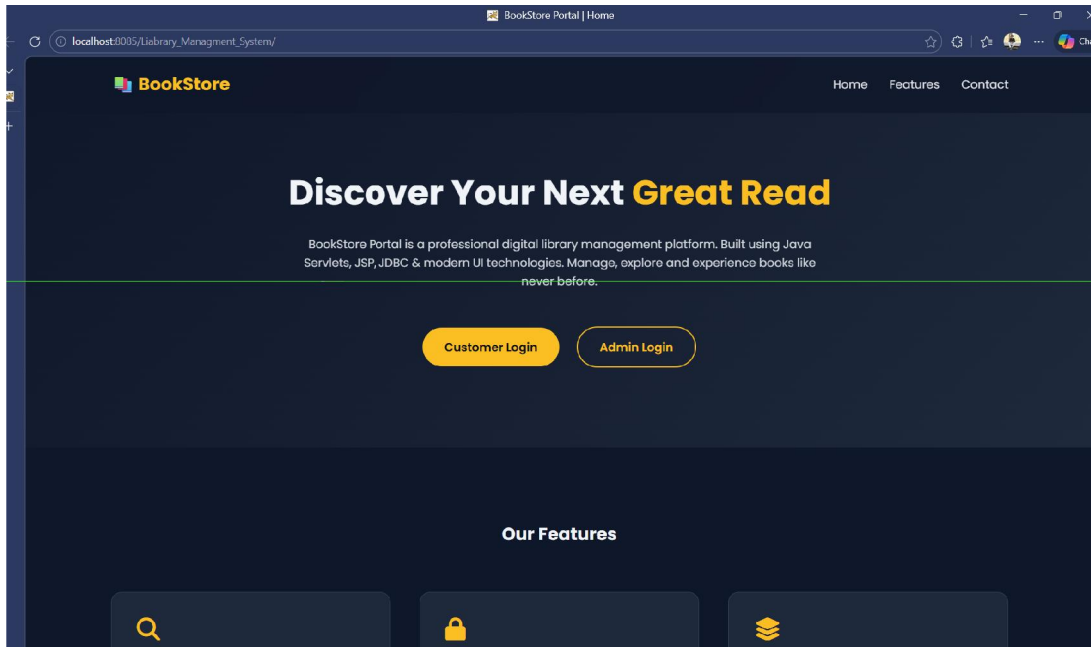 BookStore Portal | Home
localhost:8085/Liabrary_Managment_System/
BookStore
Home Features Contact
Discover Your Next Great Read
BookStore Portal is a professional digital library management platform. Built using Java
Servlets, JSP, JDBC & modern UI technologies. Manage, explore and experience books like
never before.
Customer Login Admin Login
Our Features